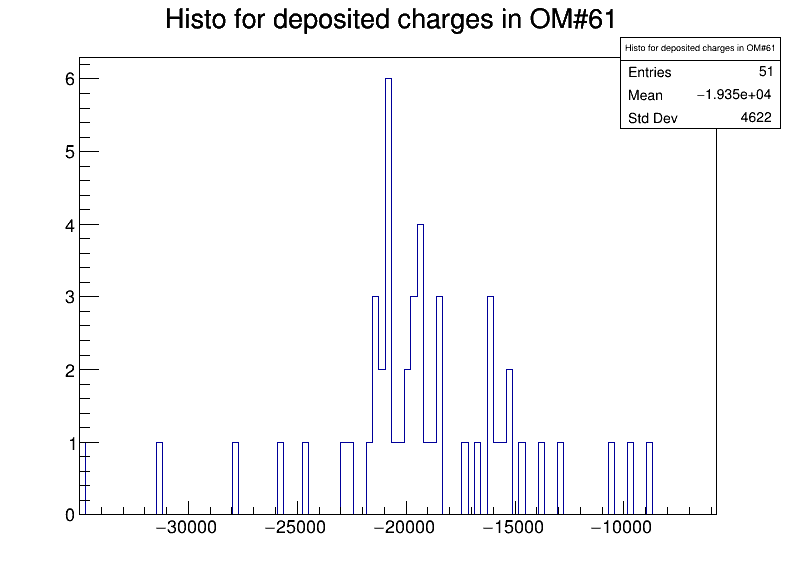 Histo for deposited charges in OM#61
Histo for deposited charges in OM#61
Entries 51
Mean −1.935e+04
Std Dev 4622
6
5
4
3
2
1
0
−30000 −25000 −20000 −15000 −10000